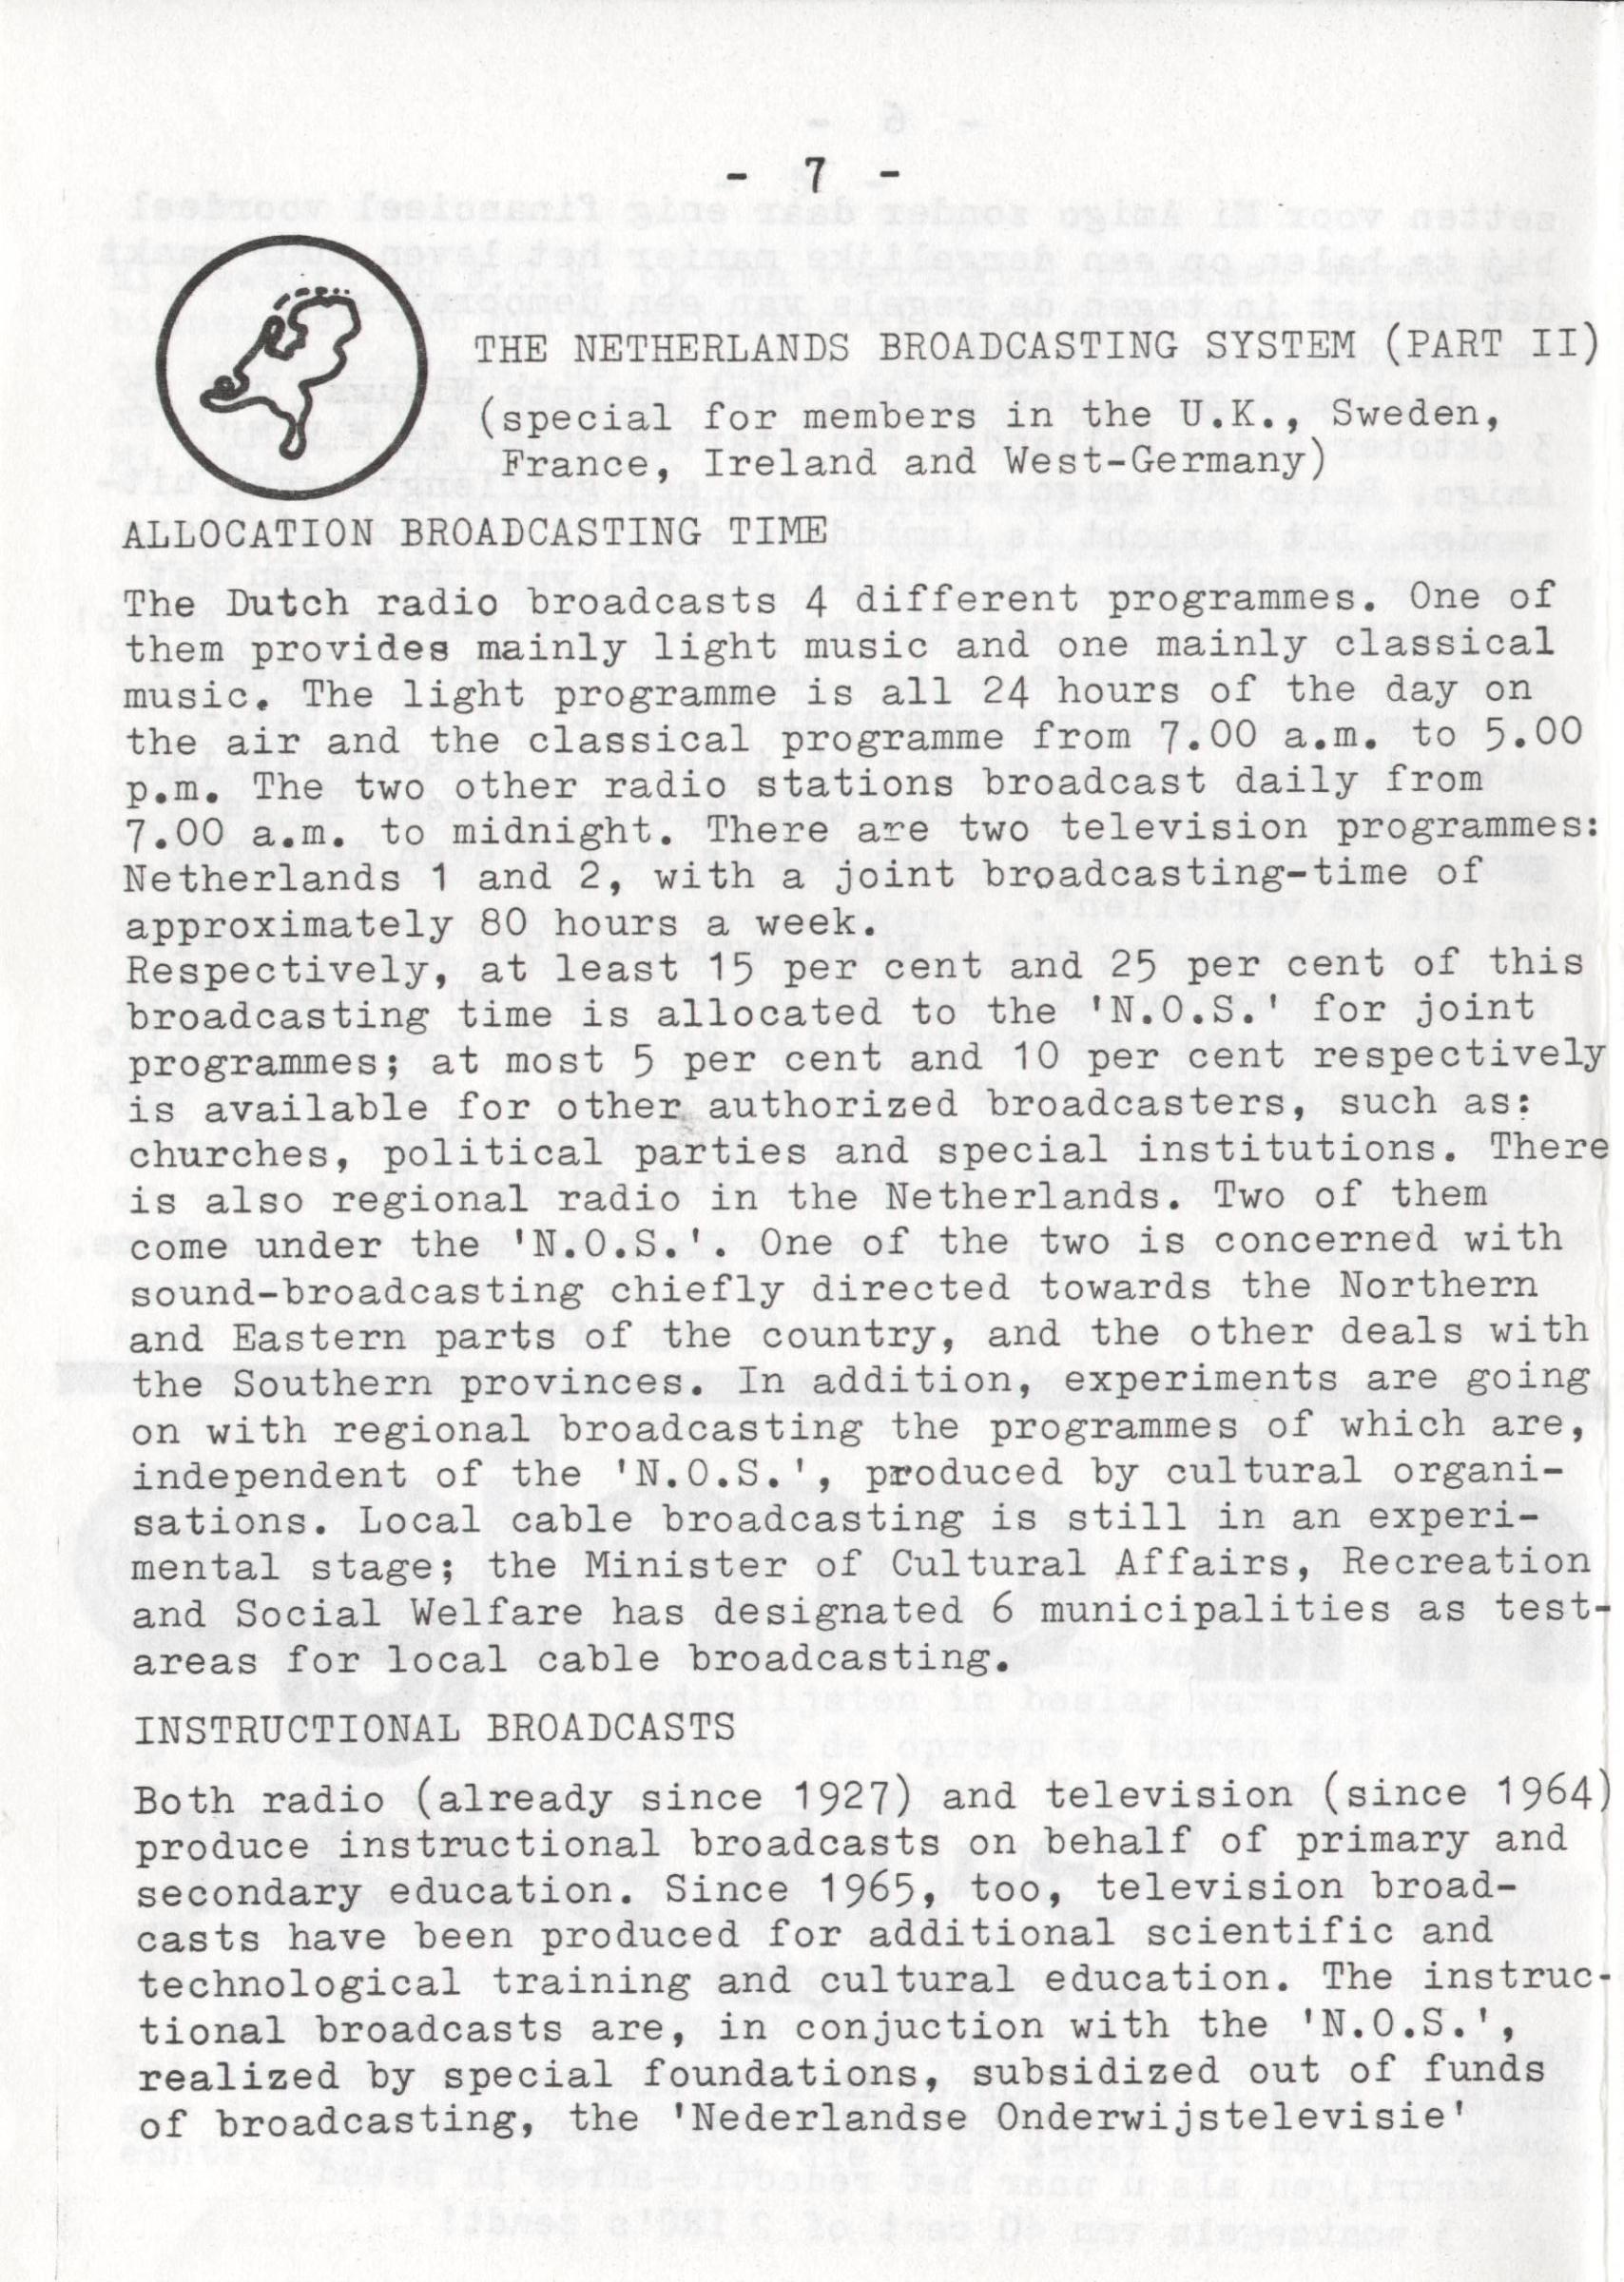 - 7 -
THE NETHERLANDS BROADCASTING SYSTEM (PART II)
(special for members in the U.K., Sweden,
France, Ireland and West-Germany)
ALLOCATION BROADCASTING TIME
The Dutch radio broadcasts 4 different programmes. One of
them provides mainly light music and one mainly classical
music. The light programme is all 24 hours of the day on
the air and the classical programme from 7.00 a.m. to 5.00
p.m. The two other radio stations broadcast daily from
7.00 a.m. to midnight. There are two television programmes:
Netherlands 1 and 2, with a joint broadcasting-time of
approximately 80 hours a week.
Respectively, at least 15 per cent and 25 per cent of this
broadcasting time is allocated to the 'N.O.S.' for joint
programmes; at most 5 per cent and 10 per cent respectively
is available for other authorized broadcasters, such as:
churches, political parties and special institutions. There
is also regional radio in the Netherlands. Two of them
come under the 'N.O.S.'. One of the two is concerned with
sound-broadcasting chiefly directed towards the Northern
and Eastern parts of the country, and the other deals with
the Southern provinces. In addition, experiments are going
on with regional broadcasting the programmes of which are,
independent of the 'N.O.S.', produced by cultural organi-
sations. Local cable broadcasting is still in an experi-
mental stage; the Minister of Cultural Affairs, Recreation
and Social Welfare has designated 6 municipalities as test-
areas for local cable broadcasting.
INSTRUCTIONAL BROADCASTS
Both radio (already since 1927) and television (since 1964)
produce instructional broadcasts on behalf of primary and
secondary education. Since 1965, too, television broad-
casts have been produced for additional scientific and
technological training and cultural education. The instruc-
tional broadcasts are, in conjuction with the 'N.O.S.',
realized by special foundations, subsidized out of funds
of broadcasting, the 'Nederlandse Onderwijstelevisie'